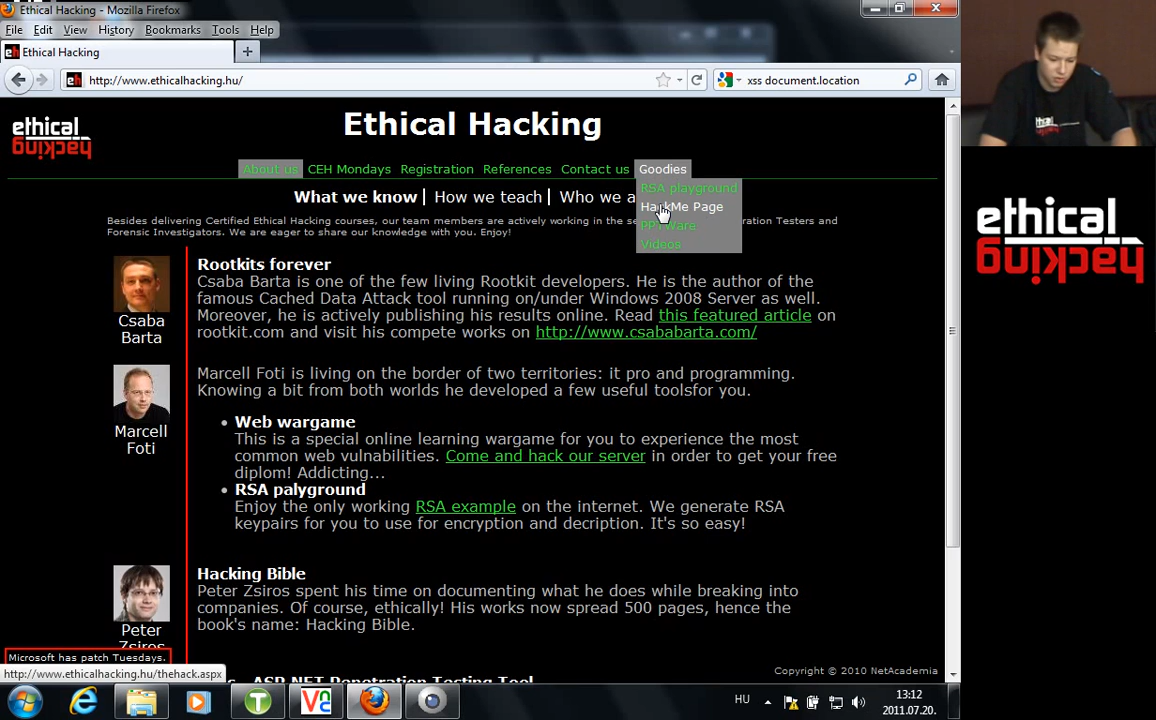 Ethical Hacking - Mozilla Firefox
File Edit View History Bookmarks Tools Help
eh Ethical Hacking +
eh http://www.ethicalhacking.hu/ xss document.location
ethical
hacking
Ethical Hacking
About us CEH Mondays Registration References Contact us Goodies
RSA playground
HackMe Page
PPTWare
Videos
What we know | How we teach | Who we a
Besides delivering Certified Ethical Hacking courses, our team members are actively working in the se ration Testers and
Forensic Investigators. We are eager to share our knowledge with you. Enjoy!
Csaba
Barta
Rootkits forever
Csaba Barta is one of the few living Rootkit developers. He is the author of the
famous Cached Data Attack tool running on/under Windows 2008 Server as well.
Moreover, he is actively publishing his results online. Read this featured article on
rootkit.com and visit his compete works on http://www.csababarta.com/
Marcell
Foti
Marcell Foti is living on the border of two territories: it pro and programming.
Knowing a bit from both worlds he developed a few useful toolsfor you.
• Web wargame
This is a special online learning wargame for you to experience the most
common web vulnabilities. Come and hack our server in order to get your free
diplom! Addicting...
• RSA palyground
Enjoy the only working RSA example on the internet. We generate RSA
keypairs for you to use for encryption and decription. It's so easy!
Peter
Zsiros
Hacking Bible
Peter Zsiros spent his time on documenting what he does while breaking into
companies. Of course, ethically! His works now spread 500 pages, hence the
book's name: Hacking Bible.
ASP.NET Penetration Testing Tool
Microsoft has patch Tuesdays.
http://www.ethicalhacking.hu/thehack.aspx
Copyright © 2010 NetAcademia
HU
13:12
2011.07.20.
ethical
hacking